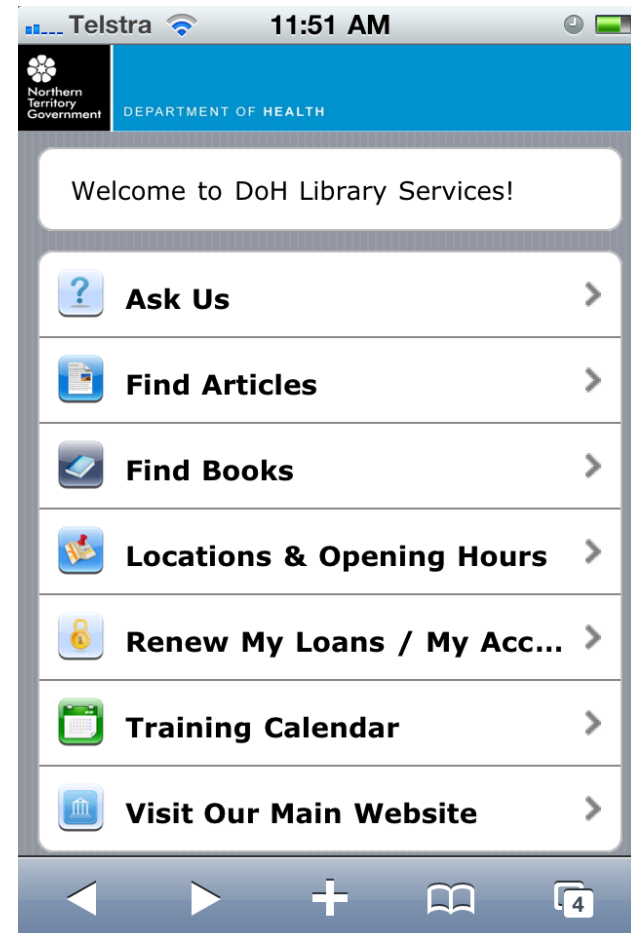 Telstra 11:51 AM
Northern
Territory
Government
DEPARTMENT OF HEALTH
Welcome to DoH Library Services!
? Ask Us
Find Articles
Find Books
Locations & Opening Hours
Renew My Loans / My Acc...
Training Calendar
Visit Our Main Website
4